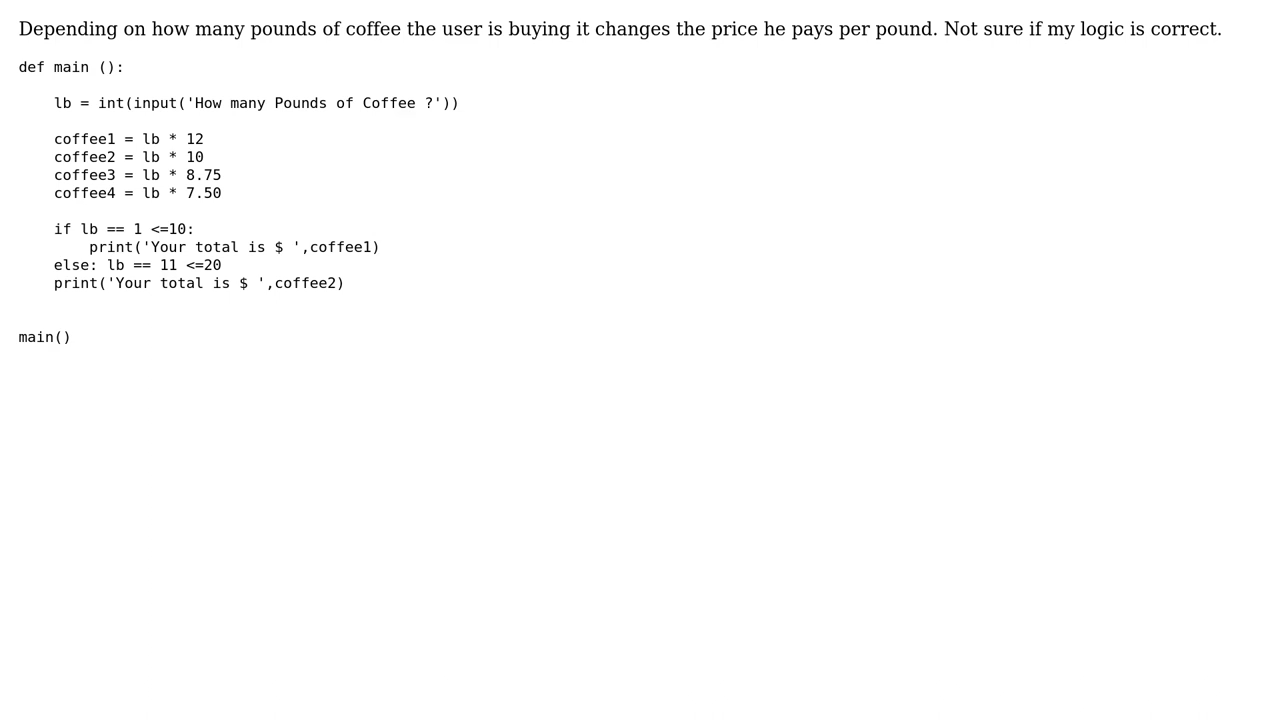 Depending on how many pounds of coffee the user is buying it changes the price he pays per pound. Not sure if my logic is correct.
def main ():
    lb = int(input('How many Pounds of Coffee ?'))
    coffee1 = lb * 12
    coffee2 = lb * 10
    coffee3 = lb * 8.75
    coffee4 = lb * 7.50
    if lb == 1 <=10:
        print('Your total is $ ',coffee1)
    else: lb == 11 <=20
    print('Your total is $ ',coffee2)
main()